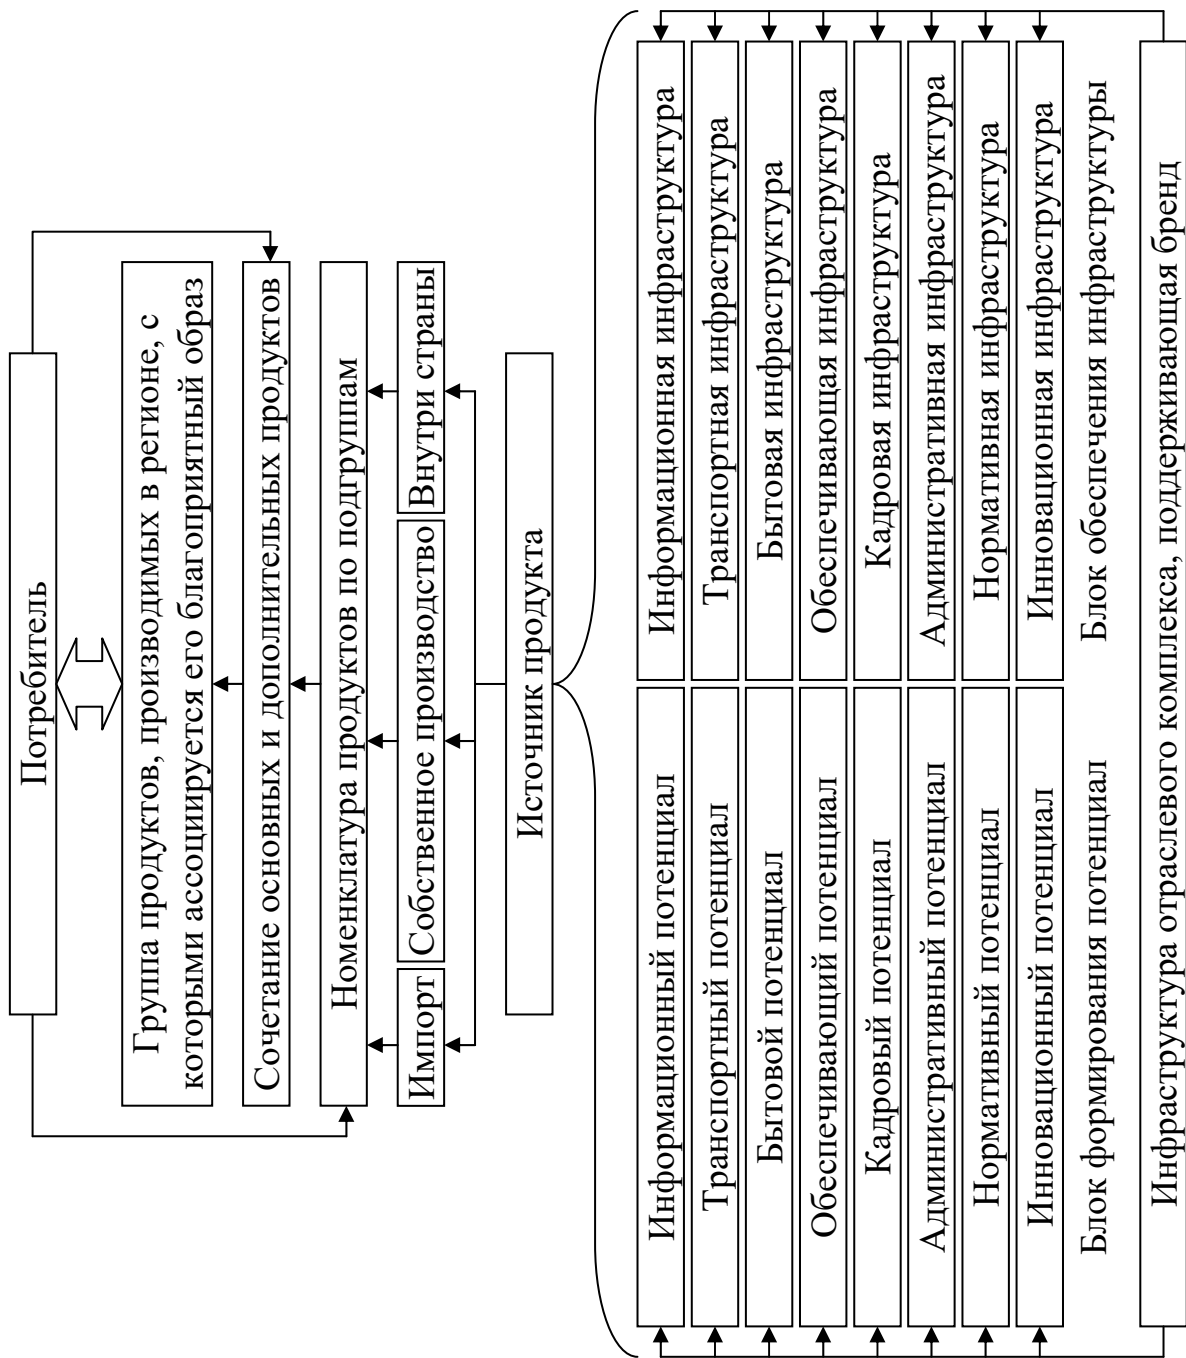 Потребитель
Группа продуктов, производимых в регионе, с
которыми ассоциируется его благоприятный образ
Сочетание основных и дополнительных продуктов
Номенклатура продуктов по подгруппам
Импорт
Собственное производство
Внутри страны
Источник продукта
Информационный потенциал
Информационная инфраструктура
Транспортный потенциал
Транспортная инфраструктура
Бытовой потенциал
Бытовая инфраструктура
Обеспечивающий потенциал
Обеспечивающая инфраструктура
Кадровый потенциал
Кадровая инфраструктура
Административный потенциал
Административная инфраструктура
Нормативный потенциал
Нормативная инфраструктура
Инновационный потенциал
Инновационная инфраструктура
Блок формирования потенциал
Блок обеспечения инфраструктуры
Инфраструктура отраслевого комплекса, поддерживающая бренд